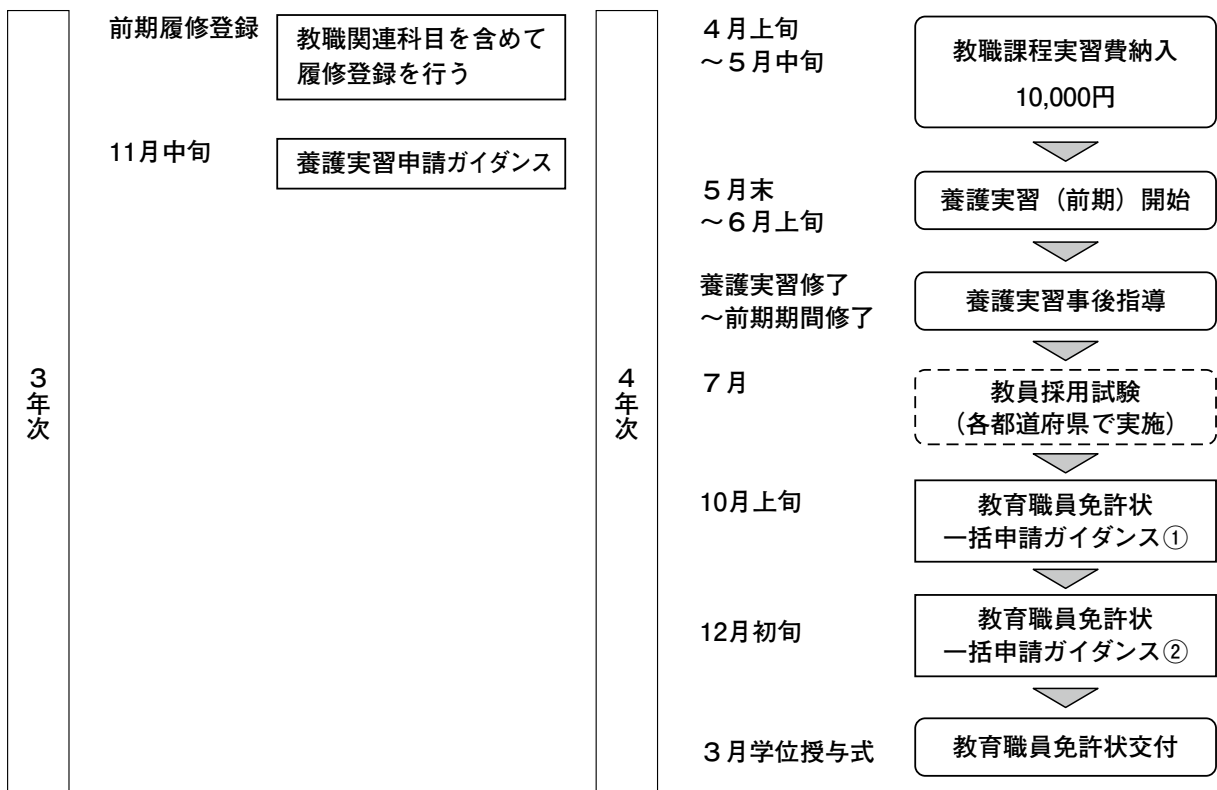 3年次
前期履修登録
教職関連科目を含めて
履修登録を行う
11月中旬
養護実習申請ガイダンス
4年次
４月上旬
～５月中旬
教職課程実習費納入
10,000円
５月末
～６月上旬
養護実習（前期）開始
養護実習修了
～前期期間修了
養護実習事後指導
７月
教員採用試験
（各都道府県で実施）
10月上旬
教育職員免許状
一括申請ガイダンス①
12月初旬
教育職員免許状
一括申請ガイダンス②
３月学位授与式
教育職員免許状交付